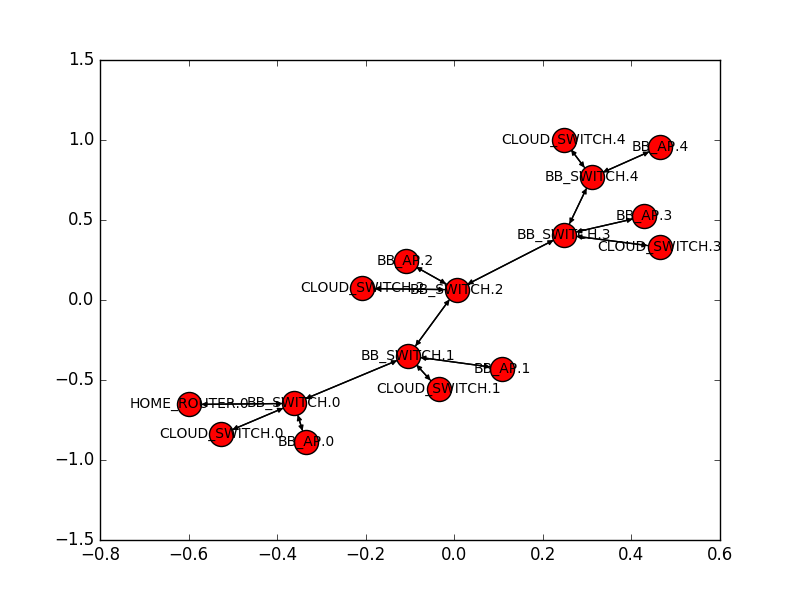 1.5
CLOUD_SWITCH.4
BB_AP.4
1.0
BB_SWITCH.4
BB_AP.3
0.5
BB_SWITCH.3
CLOUD_SWITCH.3
BB_AP.2
0.0
CLOUD_SWITCH.2
BB_SWITCH.2
BB_SWITCH.1
BB_AP.1
−0.5
CLOUD_SWITCH.1
HOME_ROUTER.0
BB_SWITCH.0
CLOUD_SWITCH.0
BB_AP.0
−1.0
−1.5
−0.8 −0.6 −0.4 −0.2 0.0 0.2 0.4 0.6